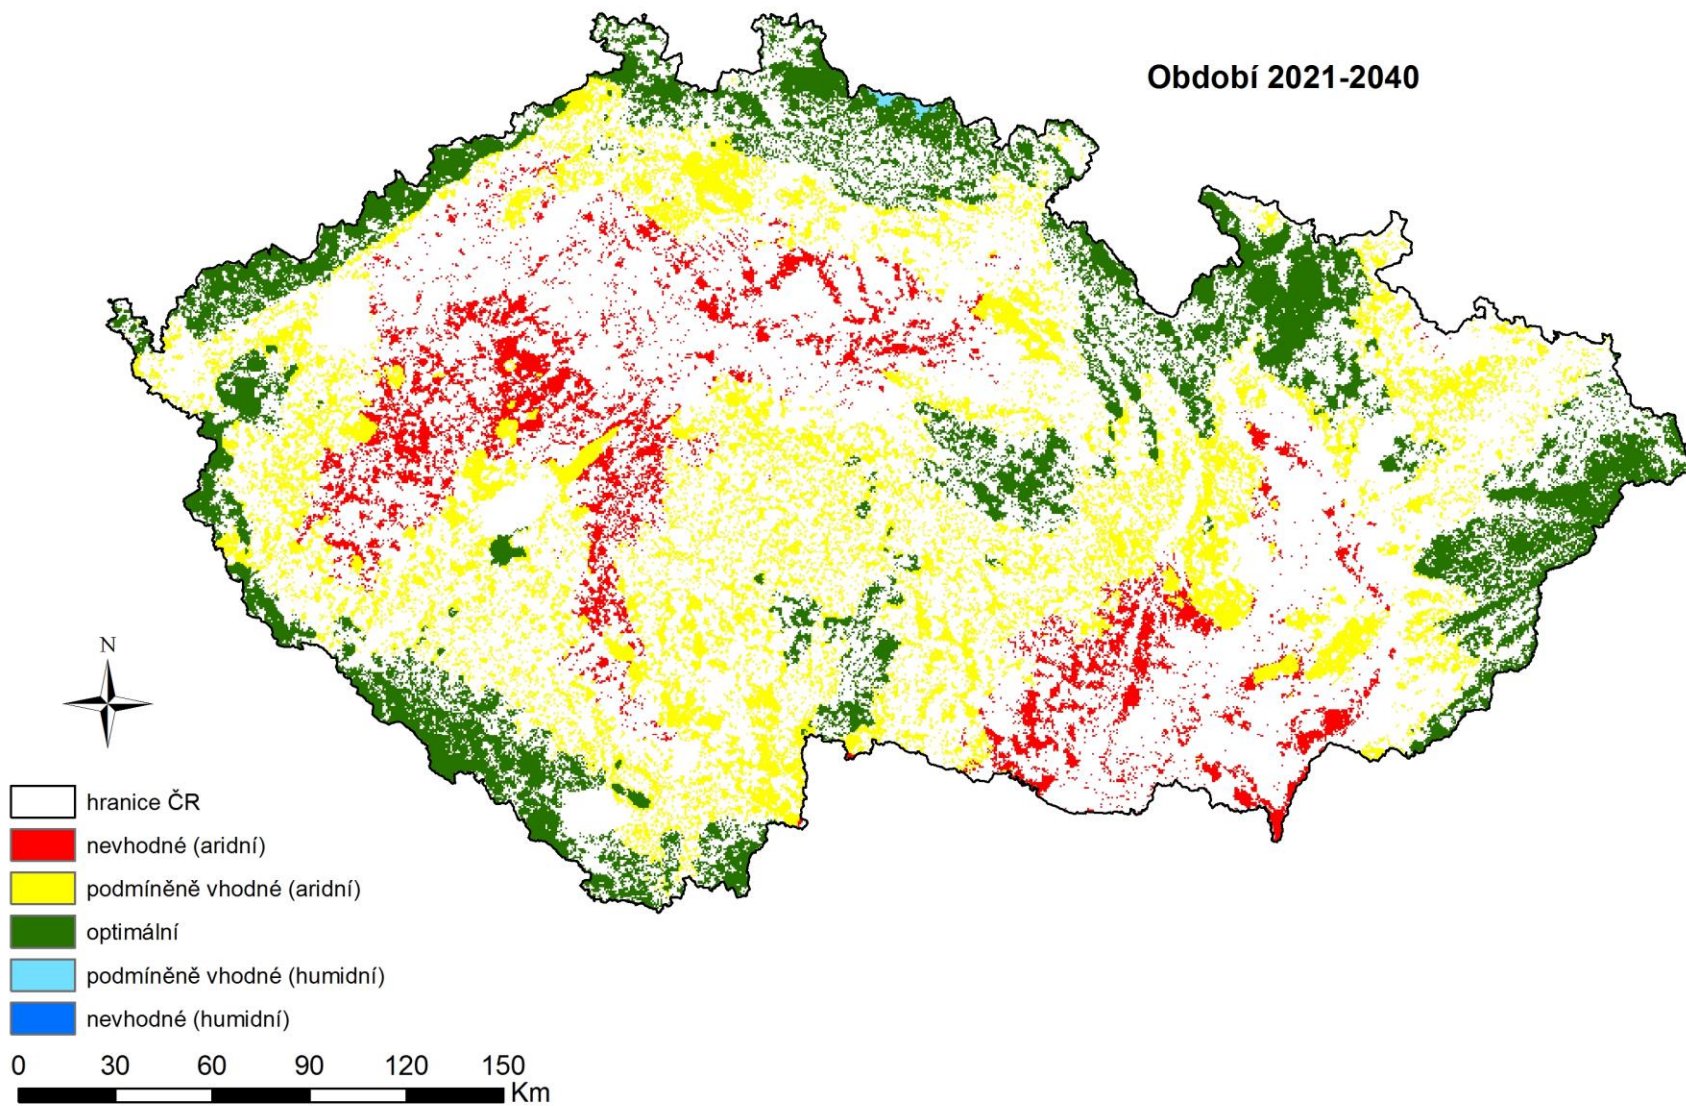 Období 2021-2040
N
hranice ČR
nevhodné (aridní)
podmíněně vhodné (aridní)
optimální
podmíněně vhodné (humidní)
nevhodné (humidní)
0 30 60 90 120 150
Km